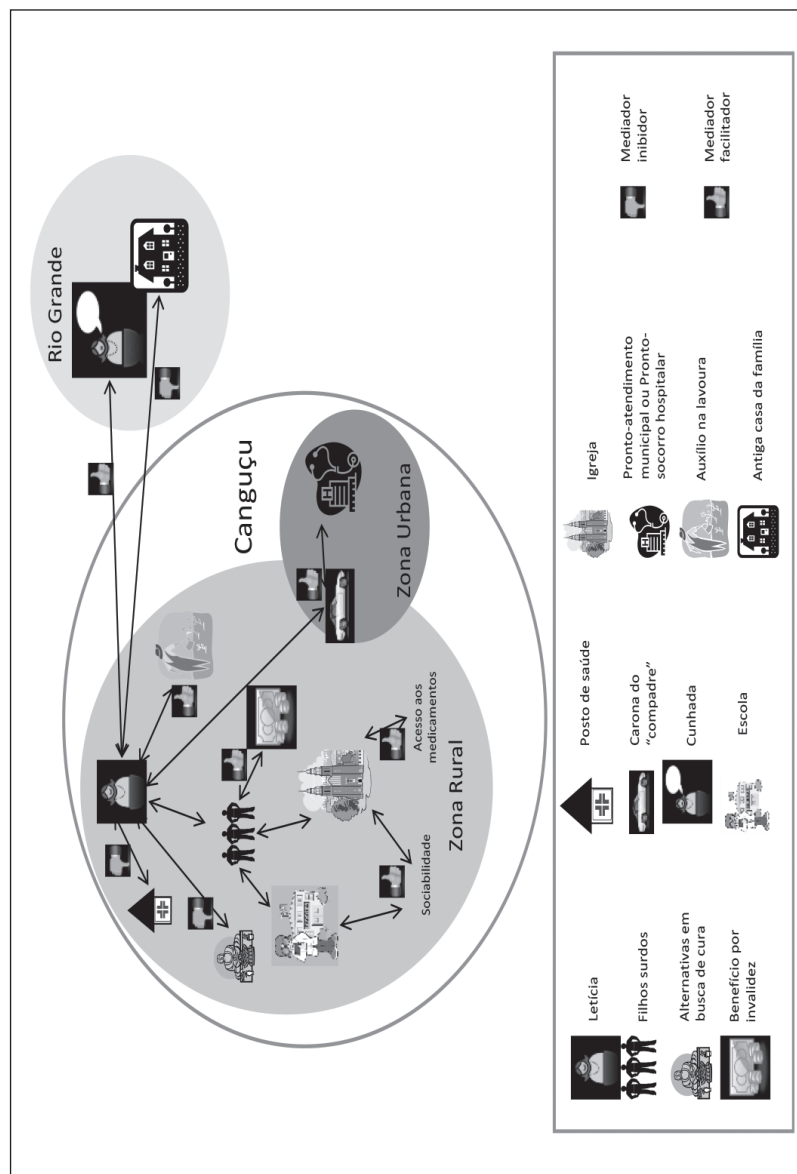 Rio Grande
Canguçu
Zona Urbana
Zona Rural
Acesso aos
medicamentos
Sociabilidade
Letícia
Filhos surdos
Alternativas em
busca de cura
Benefício por
invalidez
Posto de saúde
Carona do
“compadre”
Cunhada
Escola
Igreja
Pronto-atendimento
municipal ou Pronto-
socorro hospitalar
Auxílio na lavoura
Antiga casa da família
Mediador
inibidor
Mediador
facilitador
H